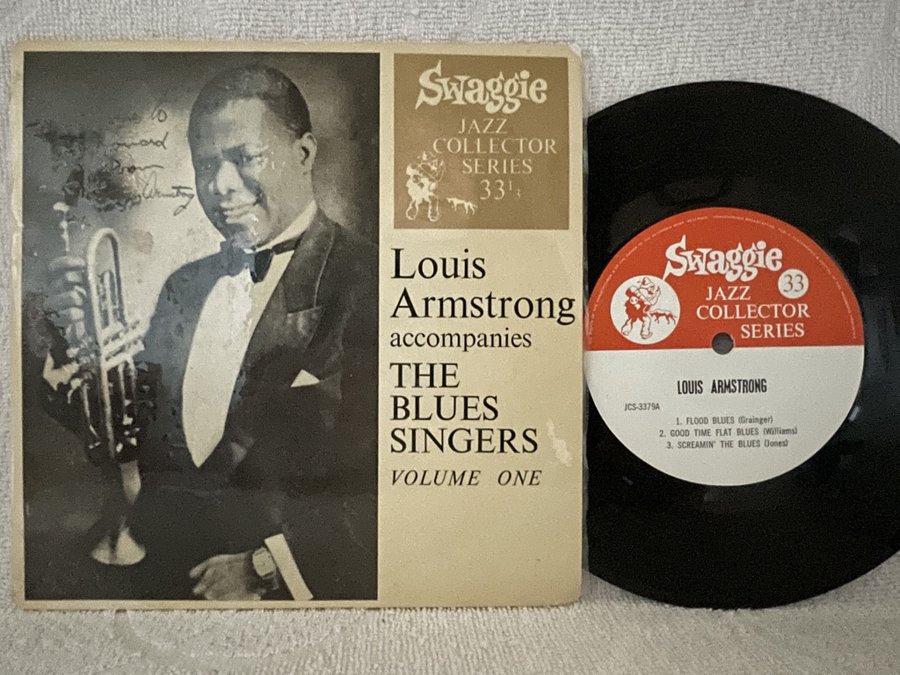 to
Armstrong
Swaggie
JAZZ
COLLECTOR
SERIES
33⅓
Louis
Armstrong
accompanies
THE
BLUES
SINGERS
VOLUME ONE
Swaggie
33
JAZZ
COLLECTOR
SERIES
LOUIS ARMSTRONG
JCS-3379A
1. FLOOD BLUES (Grainger)
2. GOOD TIME FLAT BLUES (Williams)
3. SCREAMIN' THE BLUES (Jones)